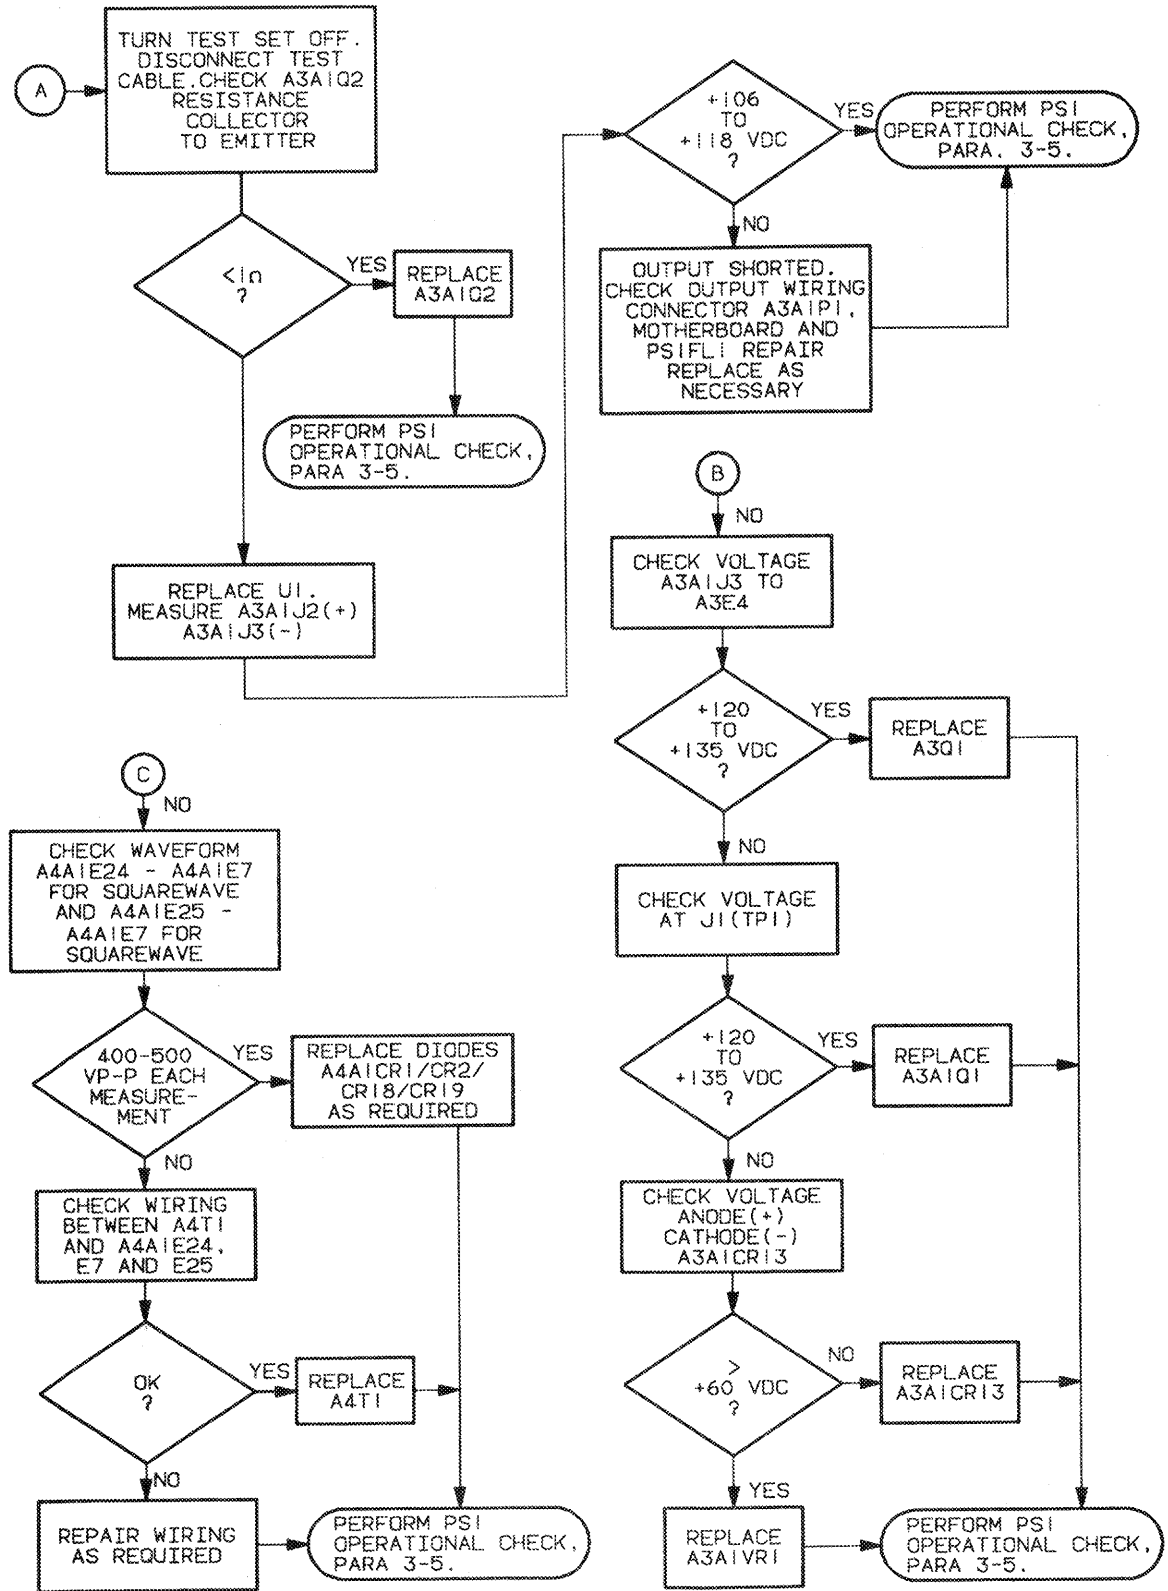 A
TURN TEST SET OFF.
DISCONNECT TEST
CABLE.CHECK A3A1Q2
RESISTANCE
COLLECTOR
TO EMITTER
<1Ω
?
YES
REPLACE
A3A1Q2
PERFORM PS1
OPERATIONAL CHECK,
PARA 3-5.
REPLACE U1.
MEASURE A3A1J2(+)
A3A1J3(-)
+106
TO
+118 VDC
?
YES
PERFORM PS1
OPERATIONAL CHECK,
PARA. 3-5.
NO
OUTPUT SHORTED.
CHECK OUTPUT WIRING
CONNECTOR A3A1P1,
MOTHERBOARD AND
PS1FL1 REPAIR
REPLACE AS
NECESSARY
B
NO
CHECK VOLTAGE
A3A1J3 TO
A3E4
+120
TO
+135 VDC
?
YES
REPLACE
A3Q1
NO
CHECK VOLTAGE
AT J1(TP1)
+120
TO
+135 VDC
?
YES
REPLACE
A3A1Q1
NO
CHECK VOLTAGE
ANODE(+)
CATHODE(-)
A3A1CR13
>
+60 VDC
?
NO
REPLACE
A3A1CR13
YES
REPLACE
A3A1VR1
PERFORM PS1
OPERATIONAL CHECK,
PARA 3-5.
C
NO
CHECK WAVEFORM
A4A1E24 - A4A1E7
FOR SQUAREWAVE
AND A4A1E25 -
A4A1E7 FOR
SQUAREWAVE
400-500
VP-P EACH
MEASURE-
MENT
YES
REPLACE DIODES
A4A1CR1/CR2/
CR18/CR19
AS REQUIRED
NO
CHECK WIRING
BETWEEN A4T1
AND A4A1E24,
E7 AND E25
OK
?
YES
REPLACE
A4T1
NO
REPAIR WIRING
AS REQUIRED
PERFORM PS1
OPERATIONAL CHECK,
PARA 3-5.